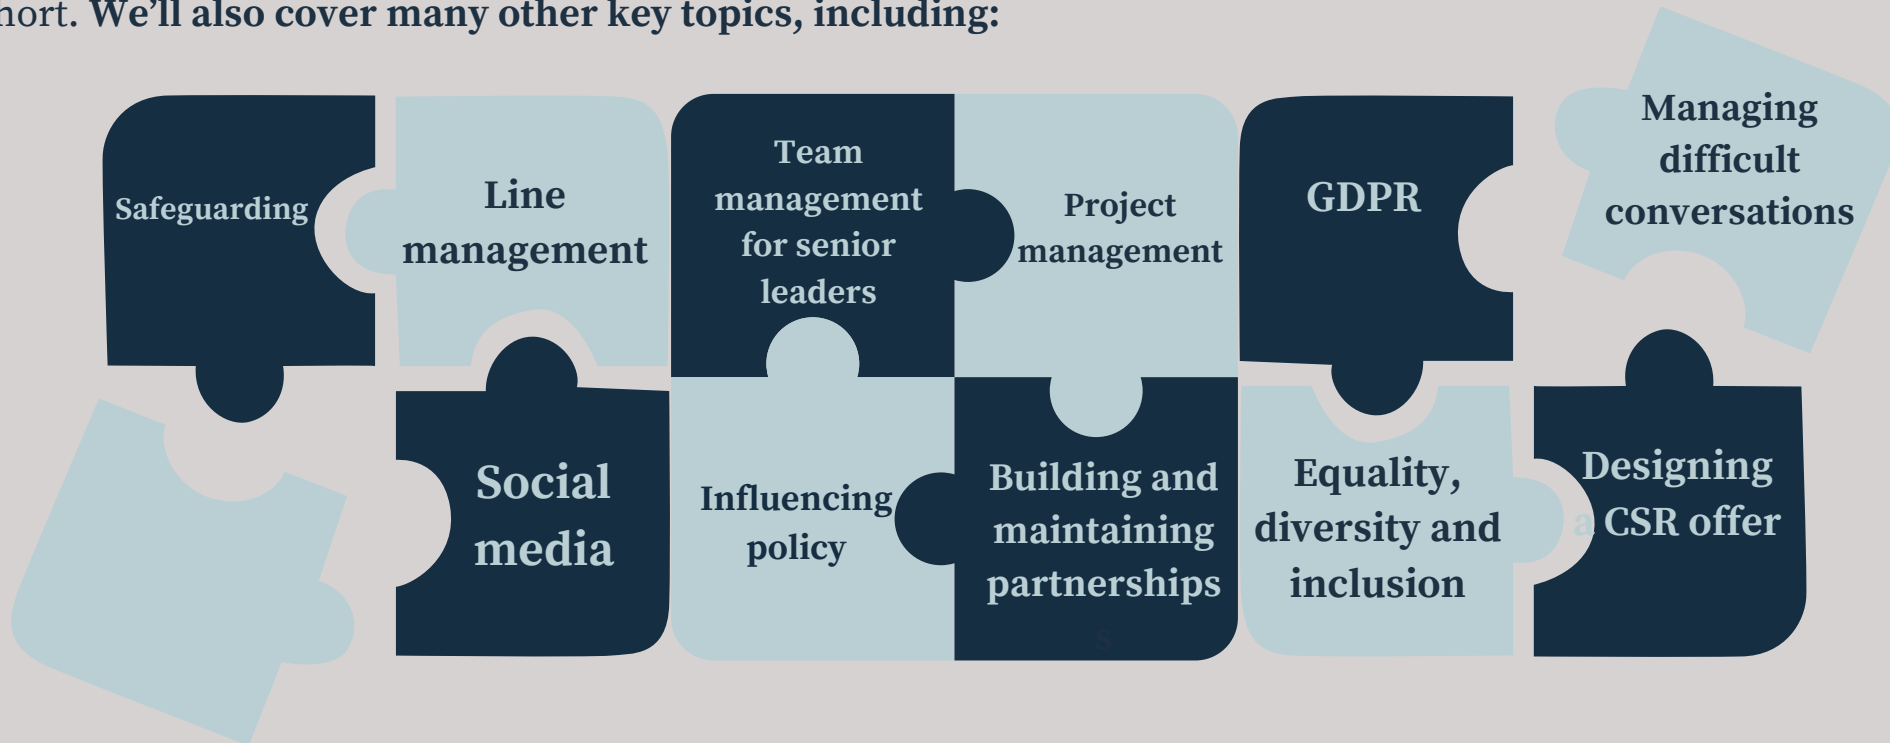 hort. We'll also cover many other key topics, including:
Safeguarding
Line
management
Team
management
for senior
leaders
Project
management
GDPR
Managing
difficult
conversations
Social
media
Influencing
policy
Building and
maintaining
partnerships
s
Equality,
diversity and
inclusion
Designing
a CSR offer